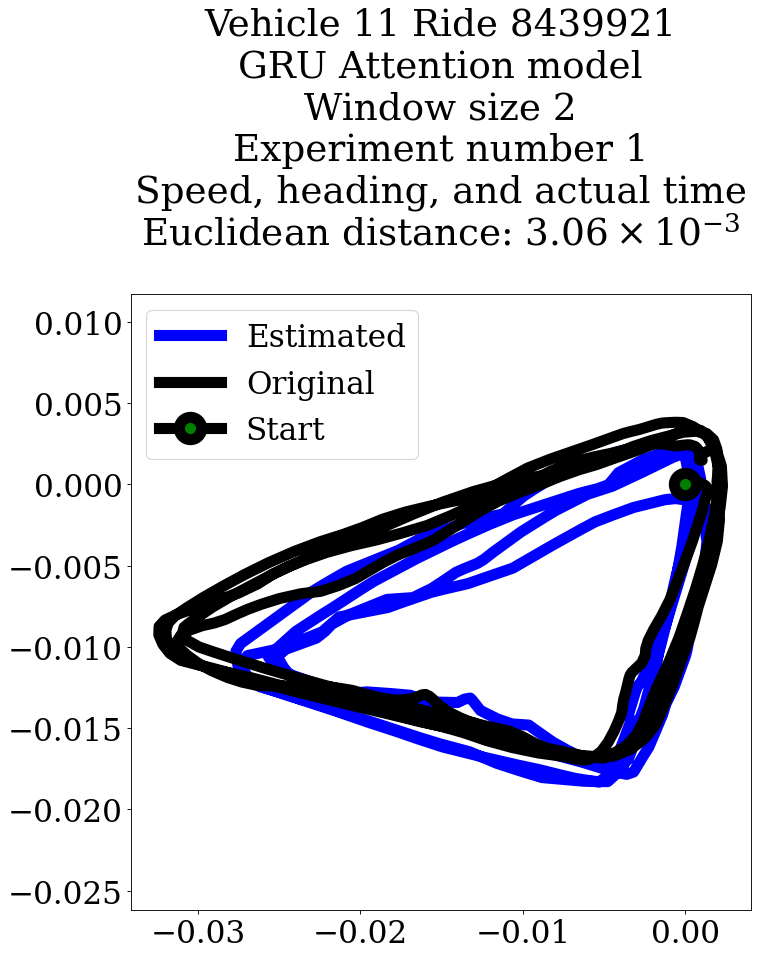 Vehicle 11 Ride 8439921
GRU Attention model
Window size 2
Experiment number 1
Speed, heading, and actual time
Euclidean distance: 3.06 × 10⁻³
Estimated
Original
Start
0.010
0.005
0.000
−0.005
−0.010
−0.015
−0.020
−0.025
−0.03 −0.02 −0.01 0.00